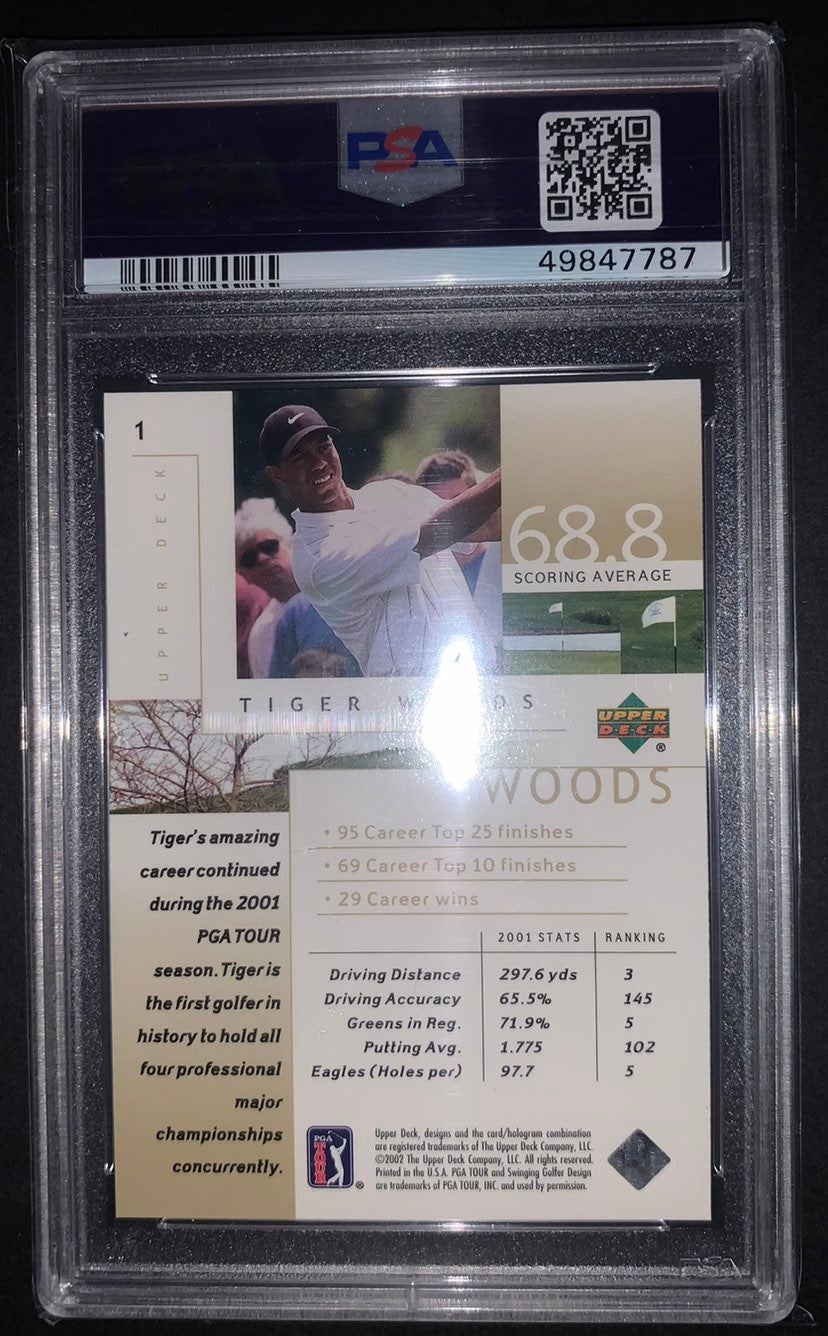 PSA
49847787
1
UPPER DECK
68.8
SCORING AVERAGE
TIGER WOODS
UPPER
DECK
®
WOODS
• 95 Career Top 25 finishes
• 69 Career Top 10 finishes
• 29 Career wins
Tiger's amazing
career continued
during the 2001
PGA TOUR
season. Tiger is
the first golfer in
history to hold all
four professional
major
championships
concurrently.
2001 STATS RANKING
Driving Distance 297.6 yds 3
Driving Accuracy 65.5% 145
Greens in Reg. 71.9% 5
Putting Avg. 1.775 102
Eagles (Holes per) 97.7 5
PGA
TOUR
®
Upper Deck, designs and the card/hologram combination
are registered trademarks of The Upper Deck Company, LLC.
©2002 The Upper Deck Company, LLC. All rights reserved.
Printed in the U.S.A. PGA TOUR and Swinging Golfer Design
are trademarks of PGA TOUR, INC. and used by permission.
PSA